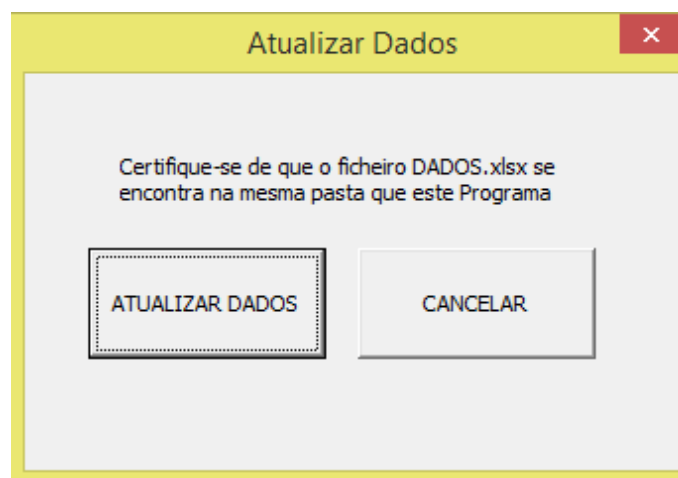 Atualizar Dados
Certifique-se de que o ficheiro DADOS.xlsx se
encontra na mesma pasta que este Programa
ATUALIZAR DADOS
CANCELAR